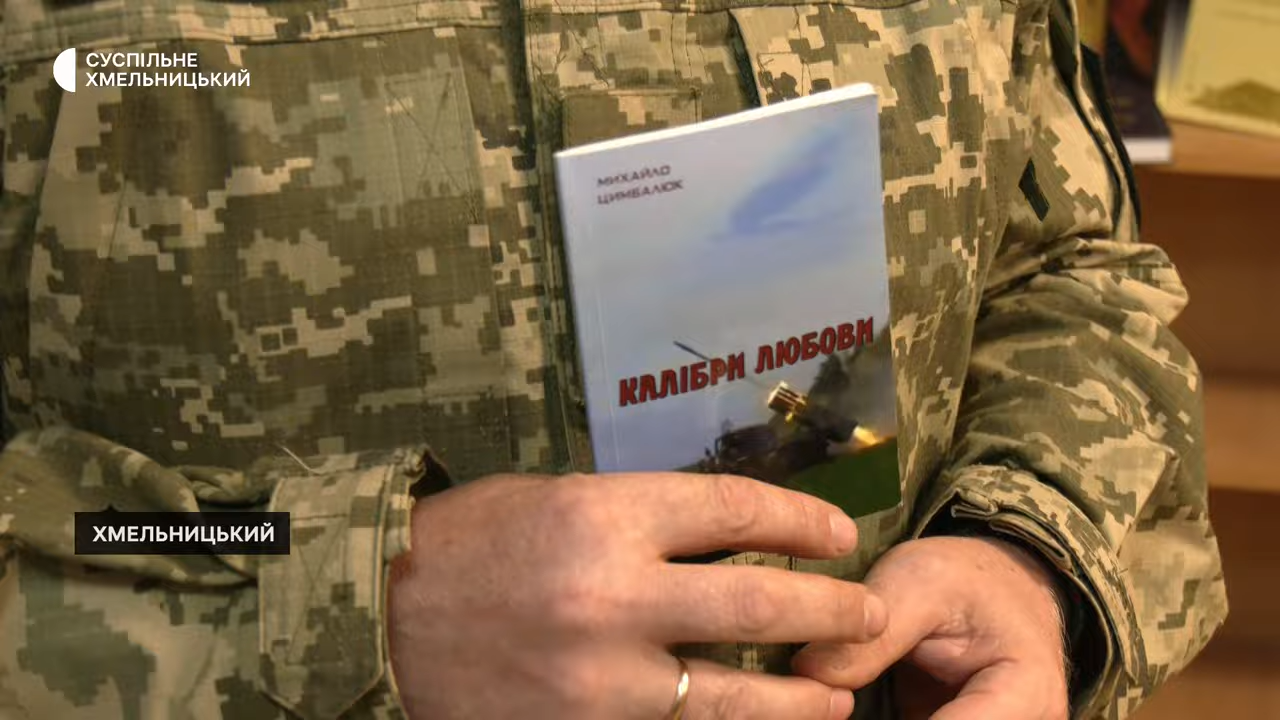 СУСПІЛЬНЕ
ХМЕЛЬНИЦЬКИЙ
МИХАЙЛО
ЦИМБАЛЮК
КАЛІБРИ ЛЮБОВИ
ХМЕЛЬНИЦЬКИЙ